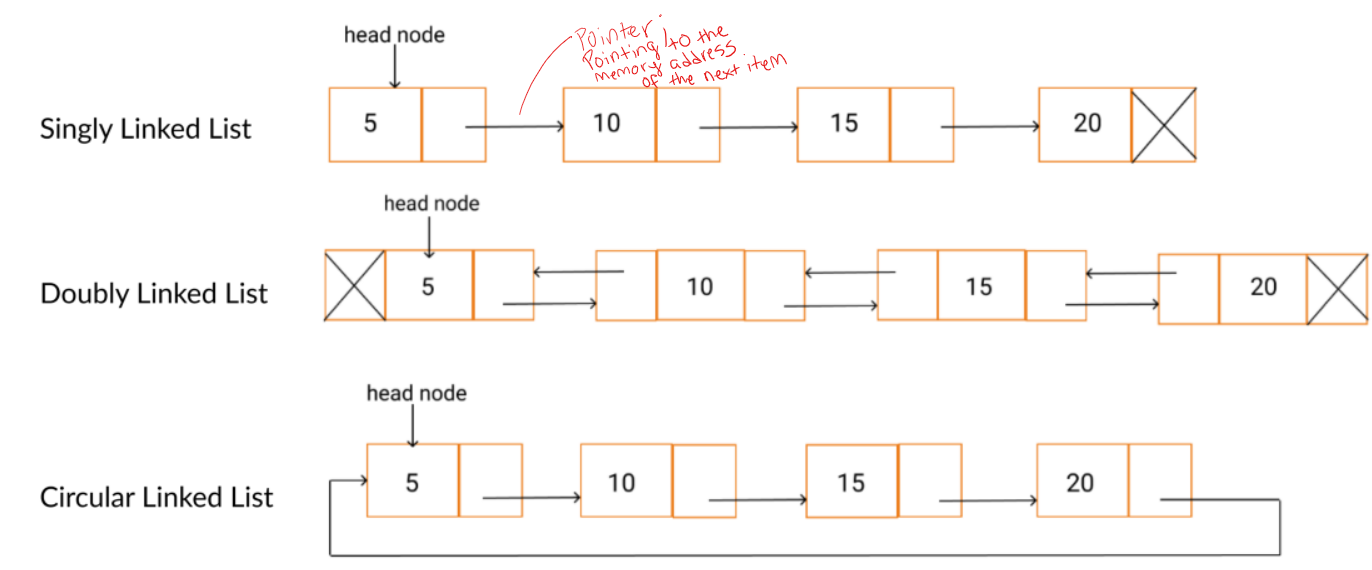 head node
Pointer:
Pointing to the
memory address
of the next item
Singly Linked List
5 10 15 20
head node
Doubly Linked List
5 10 15 20
head node
Circular Linked List
5 10 15 20